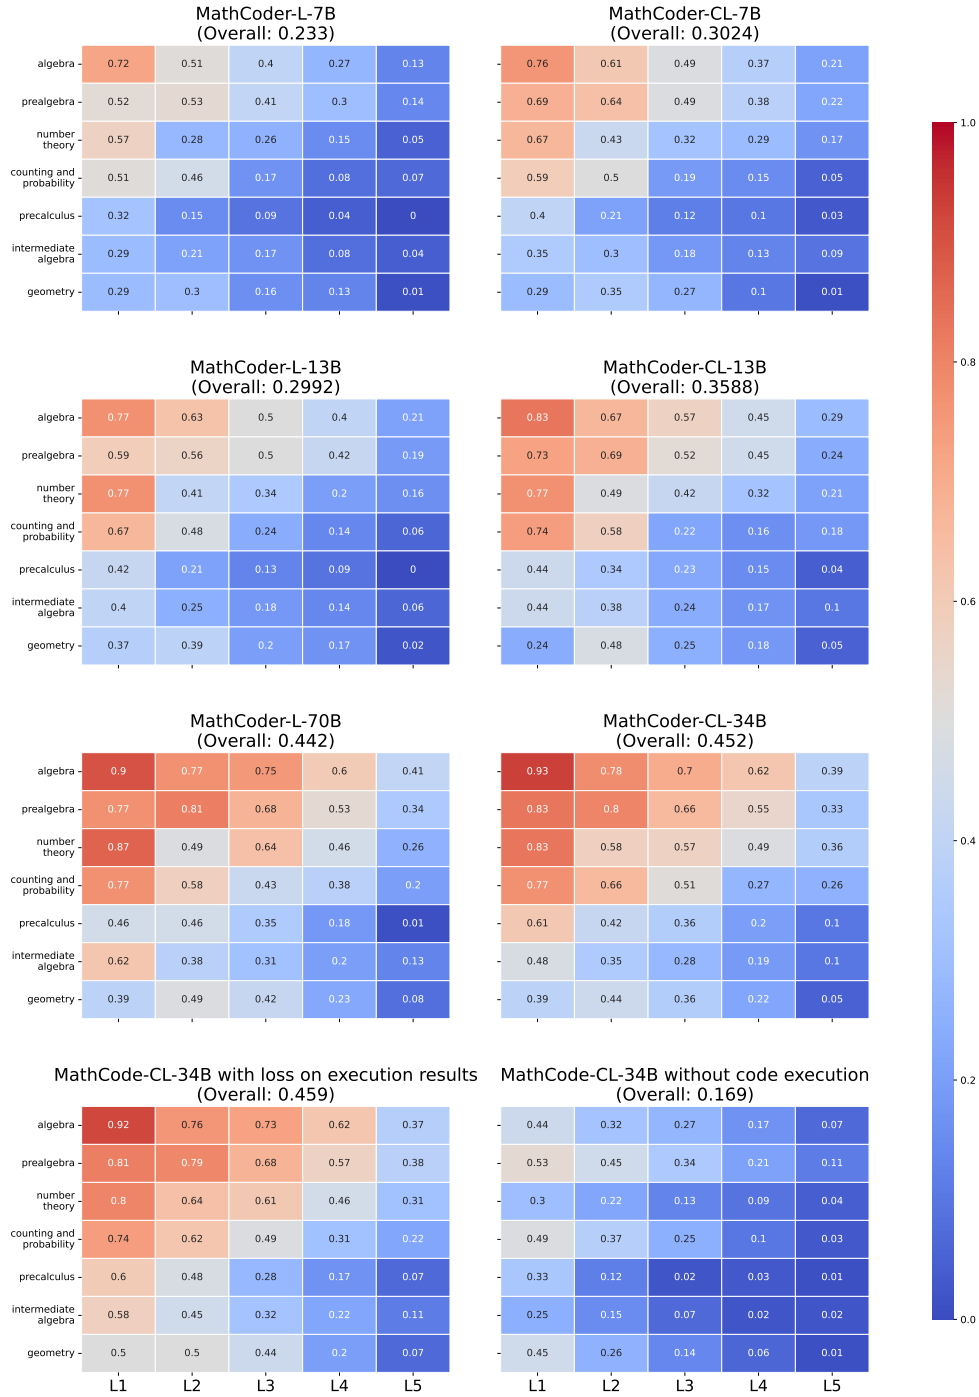 MathCoder-L-7B
(Overall: 0.233)
algebra 0.72 0.51 0.4 0.27 0.13
prealgebra 0.52 0.53 0.41 0.3 0.14
number
theory 0.57 0.28 0.26 0.15 0.05
counting and
probability 0.51 0.46 0.17 0.08 0.07
precalculus 0.32 0.15 0.09 0.04 0
intermediate
algebra 0.29 0.21 0.17 0.08 0.04
geometry 0.29 0.3 0.16 0.13 0.01
MathCoder-CL-7B
(Overall: 0.3024)
0.76 0.61 0.49 0.37 0.21
0.69 0.64 0.49 0.38 0.22
0.67 0.43 0.32 0.29 0.17
0.59 0.5 0.19 0.15 0.05
0.4 0.21 0.12 0.1 0.03
0.35 0.3 0.18 0.13 0.09
0.29 0.35 0.27 0.1 0.01
MathCoder-L-13B
(Overall: 0.2992)
algebra 0.77 0.63 0.5 0.4 0.21
prealgebra 0.59 0.56 0.5 0.42 0.19
number
theory 0.77 0.41 0.34 0.2 0.16
counting and
probability 0.67 0.48 0.24 0.14 0.06
precalculus 0.42 0.21 0.13 0.09 0
intermediate
algebra 0.4 0.25 0.18 0.14 0.06
geometry 0.37 0.39 0.2 0.17 0.02
MathCoder-CL-13B
(Overall: 0.3588)
0.83 0.67 0.57 0.45 0.29
0.73 0.69 0.52 0.45 0.24
0.77 0.49 0.42 0.32 0.21
0.74 0.58 0.22 0.16 0.18
0.44 0.34 0.23 0.15 0.04
0.44 0.38 0.24 0.17 0.1
0.24 0.48 0.25 0.18 0.05
MathCoder-L-70B
(Overall: 0.442)
algebra 0.9 0.77 0.75 0.6 0.41
prealgebra 0.77 0.81 0.68 0.53 0.34
number
theory 0.87 0.49 0.64 0.46 0.26
counting and
probability 0.77 0.58 0.43 0.38 0.2
precalculus 0.46 0.46 0.35 0.18 0.01
intermediate
algebra 0.62 0.38 0.31 0.2 0.13
geometry 0.39 0.49 0.42 0.23 0.08
MathCoder-CL-34B
(Overall: 0.452)
0.93 0.78 0.7 0.62 0.39
0.83 0.8 0.66 0.55 0.33
0.83 0.58 0.57 0.49 0.36
0.77 0.66 0.51 0.27 0.26
0.61 0.42 0.36 0.2 0.1
0.48 0.35 0.28 0.19 0.1
0.39 0.44 0.36 0.22 0.05
MathCode-CL-34B with loss on execution results
(Overall: 0.459)
algebra 0.92 0.76 0.73 0.62 0.37
prealgebra 0.81 0.79 0.68 0.57 0.38
number
theory 0.8 0.64 0.61 0.46 0.31
counting and
probability 0.74 0.62 0.49 0.31 0.22
precalculus 0.6 0.48 0.28 0.17 0.07
intermediate
algebra 0.58 0.45 0.32 0.22 0.11
geometry 0.5 0.5 0.44 0.2 0.07
L1 L2 L3 L4 L5
MathCode-CL-34B without code execution
(Overall: 0.169)
0.44 0.32 0.27 0.17 0.07
0.53 0.45 0.34 0.21 0.11
0.3 0.22 0.13 0.09 0.04
0.49 0.37 0.25 0.1 0.03
0.33 0.12 0.02 0.03 0.01
0.25 0.15 0.07 0.02 0.02
0.45 0.26 0.14 0.06 0.01
L1 L2 L3 L4 L5
1.0
0.8
0.6
0.4
0.2
0.0